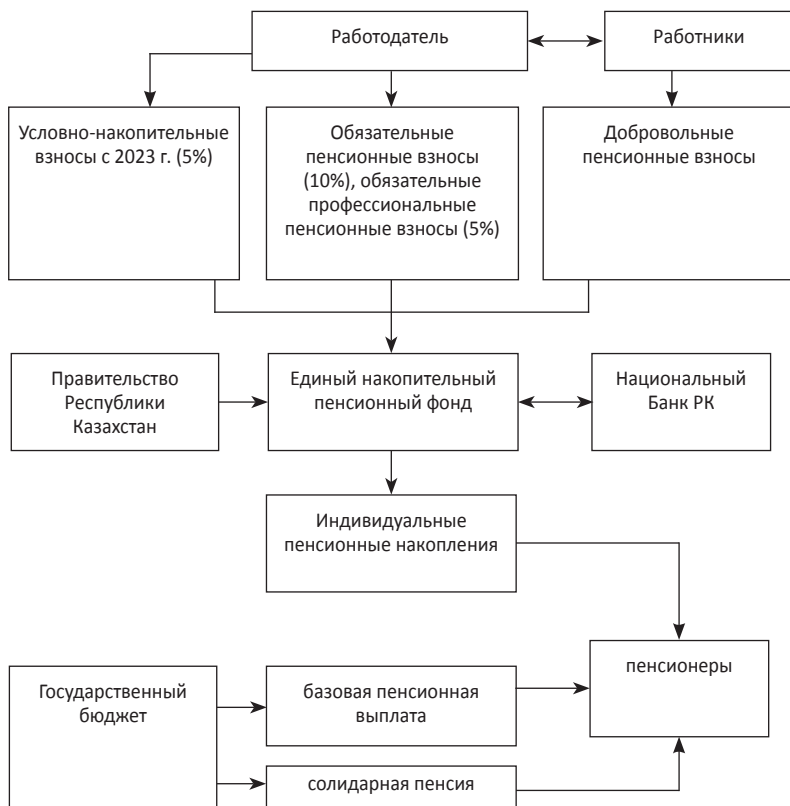 Работодатель
Работники
Условно-накопительные
взносы с 2023 г. (5%)
Обязательные
пенсионные взносы
(10%), обязательные
профессиональные
пенсионные взносы (5%)
Добровольные
пенсионные взносы
Правительство
Республики
Казахстан
Единый накопительный
пенсионный фонд
Национальный
Банк РК
Индивидуальные
пенсионные накопления
Государственный
бюджет
базовая пенсионная
выплата
пенсионеры
солидарная пенсия